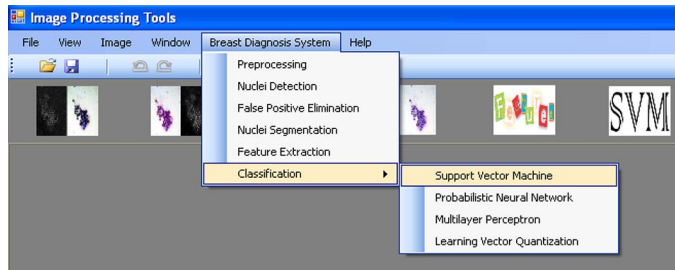 Image Processing Tools
File View Image Window Breast Diagnosis System Help
Preprocessing
Nuclei Detection
False Positive Elimination
Nuclei Segmentation
Feature Extraction
Classification
Support Vector Machine
Probabilistic Neural Network
Multilayer Perceptron
Learning Vector Quantization
SVM